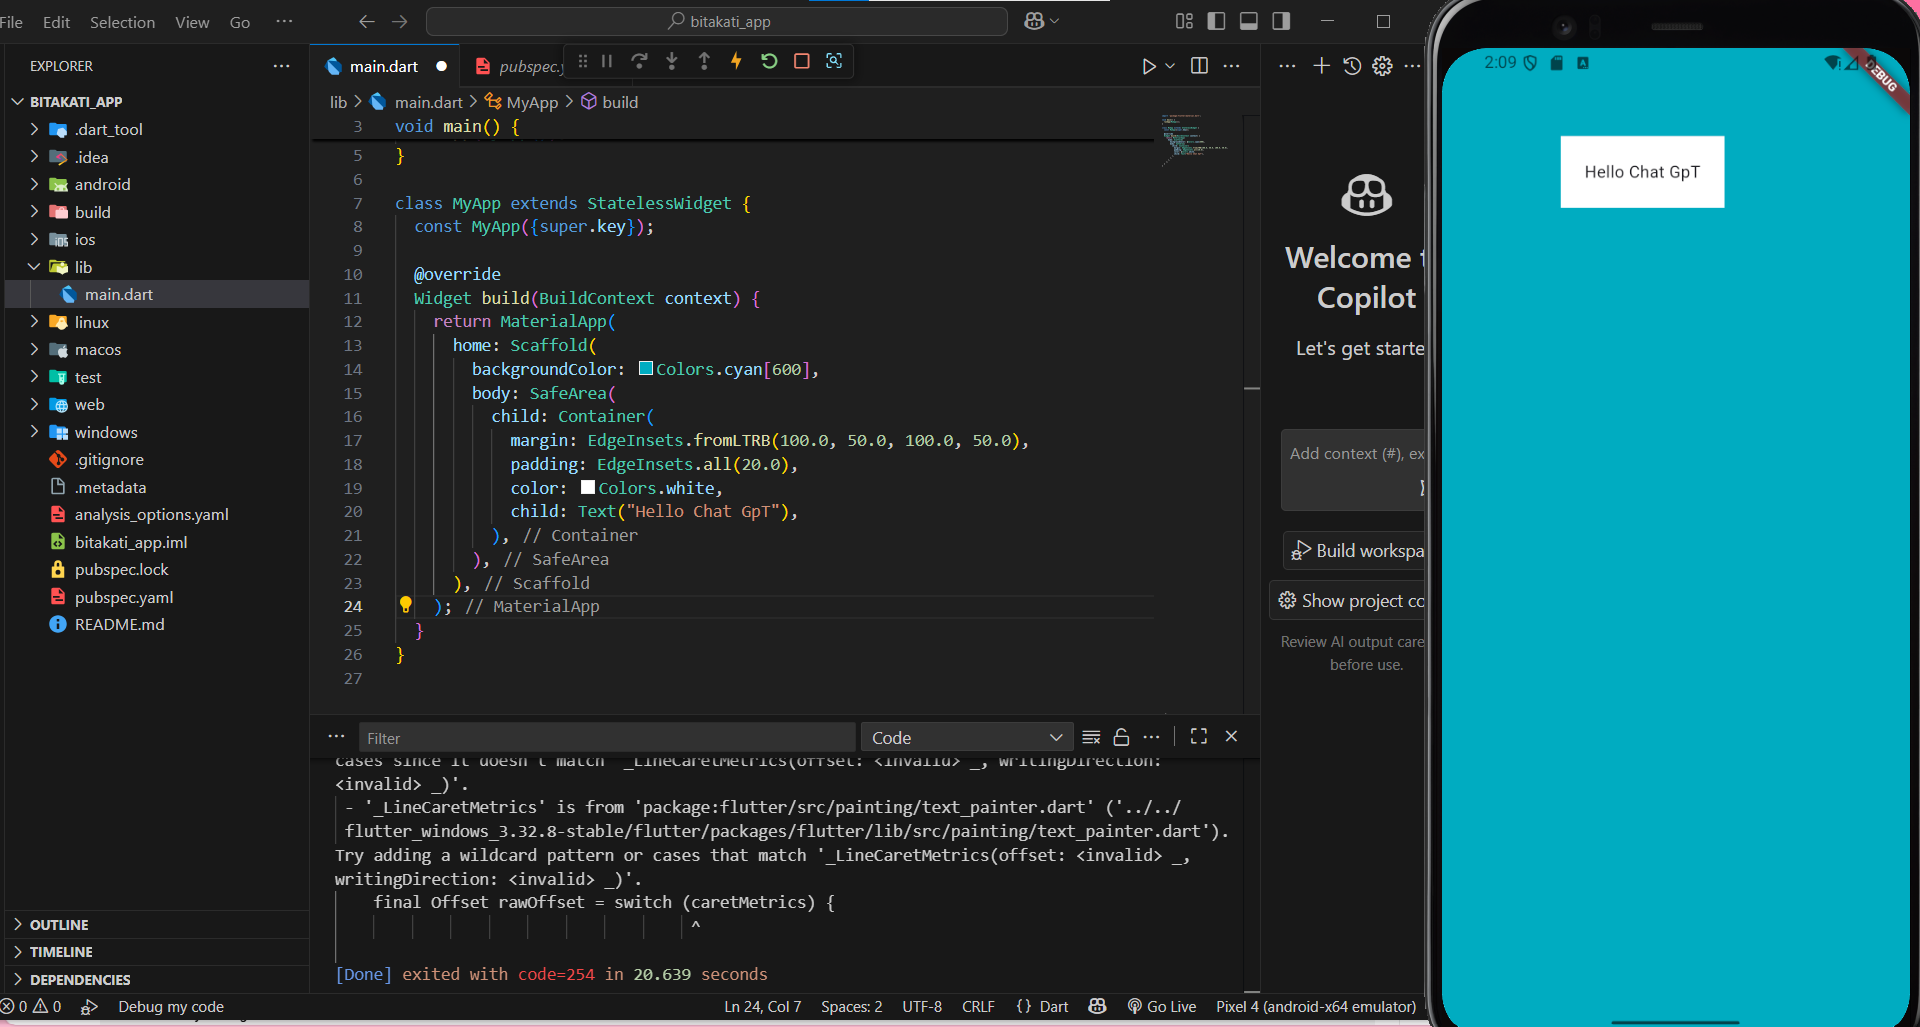 File Edit Selection View Go ···
bitakati_app
EXPLORER ···
BITAKATI_APP
.dart_tool
.idea
android
build
ios
lib
main.dart
linux
macos
test
web
windows
.gitignore
.metadata
analysis_options.yaml
bitakati_app.iml
pubspec.lock
pubspec.yaml
README.md
OUTLINE
TIMELINE
DEPENDENCIES
main.dart
pubspec.y
lib > main.dart > MyApp > build
3 void main() {
5 }
6
7 class MyApp extends StatelessWidget {
8 const MyApp({super.key});
9
10 @override
11 Widget build(BuildContext context) {
12 return MaterialApp(
13 home: Scaffold(
14 backgroundColor: Colors.cyan[600],
15 body: SafeArea(
16 child: Container(
17 margin: EdgeInsets.fromLTRB(100.0, 50.0, 100.0, 50.0),
18 padding: EdgeInsets.all(20.0),
19 color: Colors.white,
20 child: Text("Hello Chat GpT"),
21 ), // Container
22 ), // SafeArea
23 ), // Scaffold
24 ); // MaterialApp
25 }
26 }
27
Filter
Code
cases since it doesn't match '_LineCaretMetrics(offset: <invalid> _, writingDirection:
<invalid> _)'.
- '_LineCaretMetrics' is from 'package:flutter/src/painting/text_painter.dart' ('../../
flutter_windows_3.32.8-stable/flutter/packages/flutter/lib/src/painting/text_painter.dart').
Try adding a wildcard pattern or cases that match '_LineCaretMetrics(offset: <invalid> _,
writingDirection: <invalid> _)'.
final Offset rawOffset = switch (caretMetrics) {
^
[Done] exited with code=254 in 20.639 seconds
Welcome t
Copilot
Let's get starte
Add context (#), ex
Build workspa
Show project co
Review AI output care
before use.
2:09
DEBUG
Hello Chat GpT
0 0 Debug my code
Ln 24, Col 7 Spaces: 2 UTF-8 CRLF {} Dart Go Live Pixel 4 (android-x64 emulator)